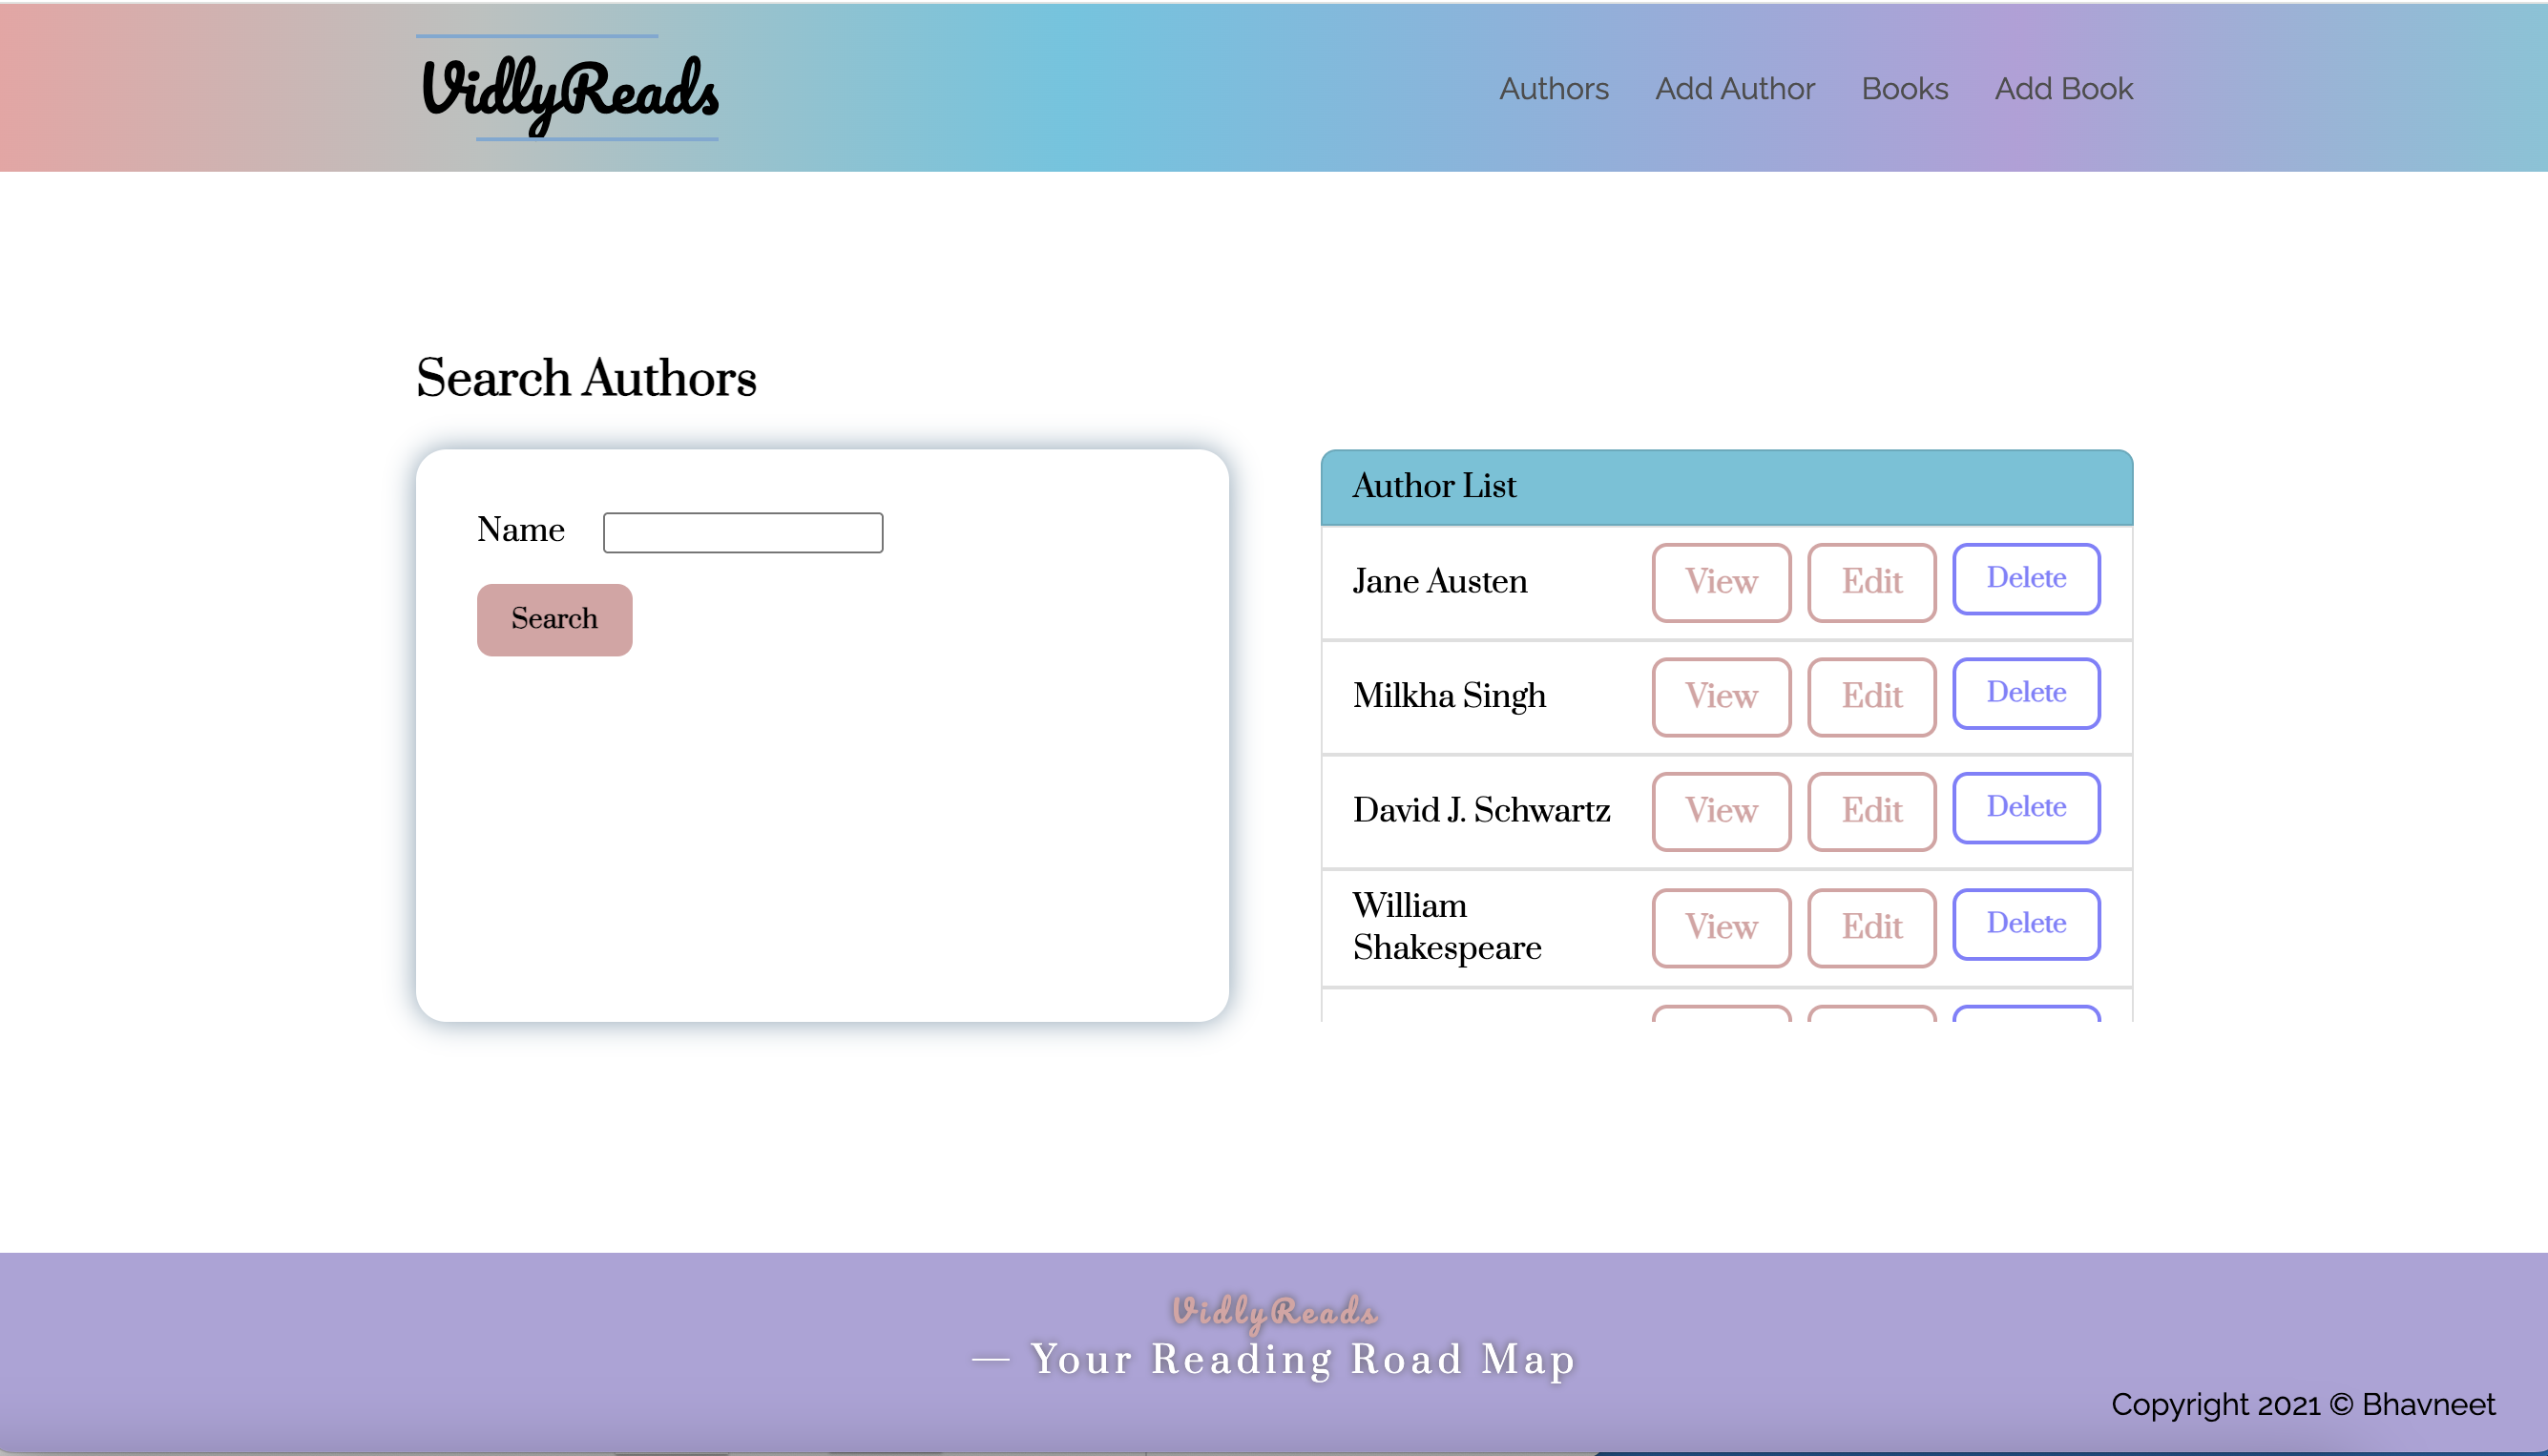 VidlyReads
Authors Add Author Books Add Book
Search Authors
Name
Search
Author List
Jane Austen View Edit Delete
Milkha Singh View Edit Delete
David J. Schwartz View Edit Delete
William
Shakespeare View Edit Delete
VidlyReads
— Your Reading Road Map
Copyright 2021 © Bhavneet